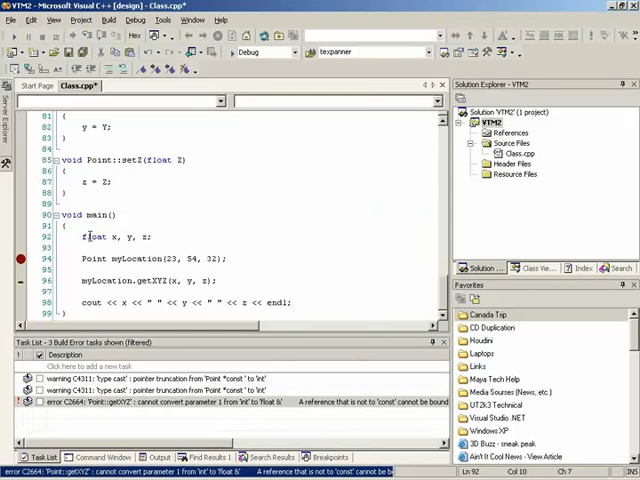 VTM2 - Microsoft Visual C++ [design] - Class.cpp*
File Edit View Project Build Debug Tools Window Help
Hex
Debug texpanner
Start Page Class.cpp*
Server Explorer
81 {
82 y = Y;
83 }
84
85 void Point::setZ(float Z)
86 {
87 z = Z;
88 }
89
90 void main()
91 {
92 float x, y, z;
93
94 Point myLocation(23, 54, 32);
95
96 myLocation.getXYZ(x, y, z);
97
98 cout << x << " " << y << " " << z << endl;
99 }
Solution Explorer - VTM2
Solution 'VTM2' (1 project)
VTM2
References
Source Files
Class.cpp
Header Files
Resource Files
Solution ... Class View... Index Search
Favorites
Canada Trip
CD Duplication
Houdini
Laptops
Links
Maya Tech Help
Media Sources (News, etc.)
UT2k3 Technical
Visual Studio .NET
Windows XP
3D Buzz - sneak peak
Ain't It Cool News - View Article
Task List - 3 Build Error tasks shown (filtered)
! Description
Click here to add a new task
warning C4311: 'type cast' : pointer truncation from 'Point *const ' to 'int'
warning C4311: 'type cast' : pointer truncation from 'Point *const ' to 'int'
! error C2664: 'Point::getXYZ' : cannot convert parameter 1 from 'int' to 'float &' A reference that is not to 'const' cannot be bound
Task List Command Window Output Find Results 1 Search Results Breakpoints
error C2664: 'Point::getXYZ' : cannot convert parameter 1 from 'int' to 'float &' A reference that is not to 'const' cannot be b Ln 92 Col 10 Ch 7 INS